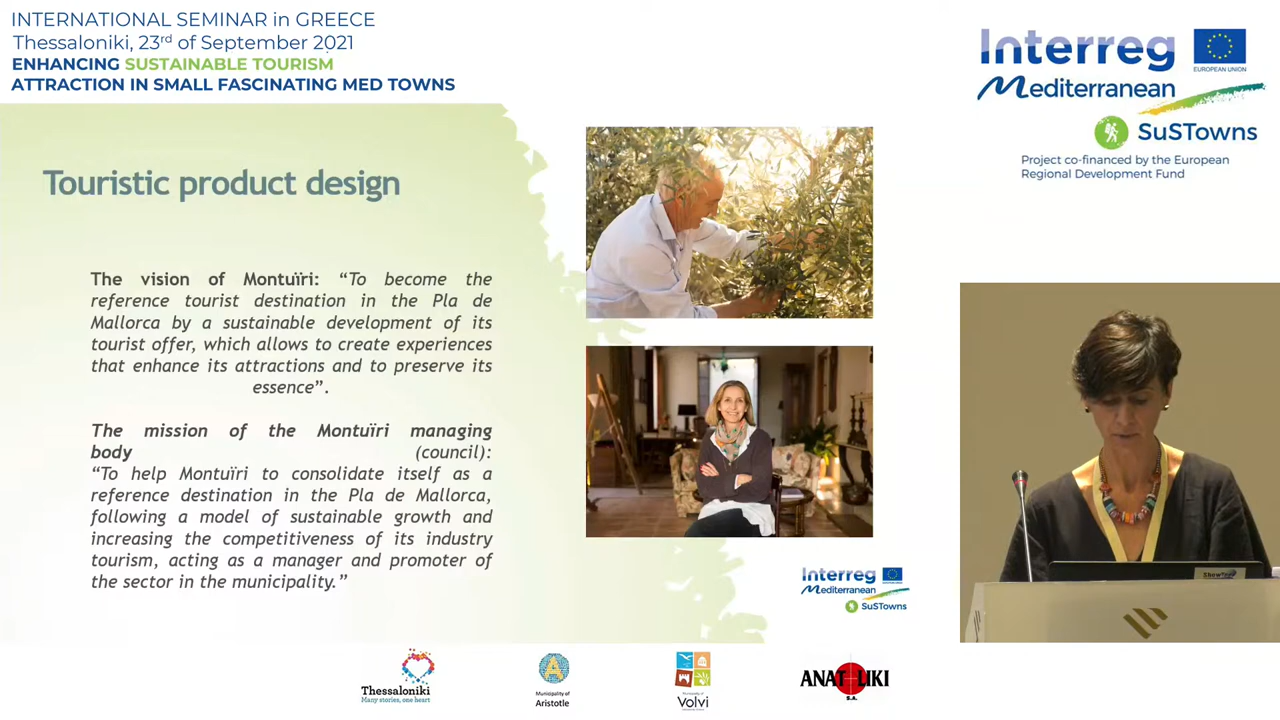 INTERNATIONAL SEMINAR in GREECE
Thessaloniki, 23rd of September 2021
ENHANCING SUSTAINABLE TOURISM
ATTRACTION IN SMALL FASCINATING MED TOWNS
Interreg
EUROPEAN UNION
Mediterranean
SuSTowns
Project co-financed by the European
Regional Development Fund
Touristic product design
The vision of Montuïri: “To become the
reference tourist destination in the Pla de
Mallorca by a sustainable development of its
tourist offer, which allows to create experiences
that enhance its attractions and to preserve its
essence”.
The mission of the Montuïri managing
body (council):
“To help Montuïri to consolidate itself as a
reference destination in the Pla de Mallorca,
following a model of sustainable growth and
increasing the competitiveness of its industry
tourism, acting as a manager and promoter of
the sector in the municipality.”
Interreg
Mediterranean
SuSTowns
Thessaloniki
Many stories, one heart
Municipality of
Aristotle
Municipality of
Volvi
ANATOLIKI
S.A.